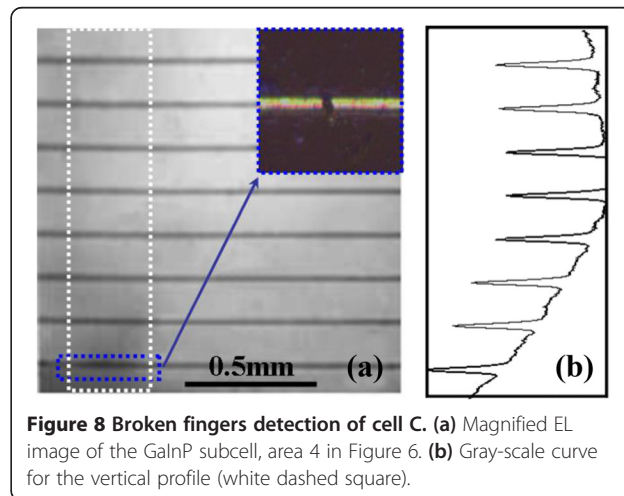 0.5mm
(a)
(b)
Figure 8 Broken fingers detection of cell C. (a) Magnified EL
image of the GaInP subcell, area 4 in Figure 6. (b) Gray-scale curve
for the vertical profile (white dashed square).